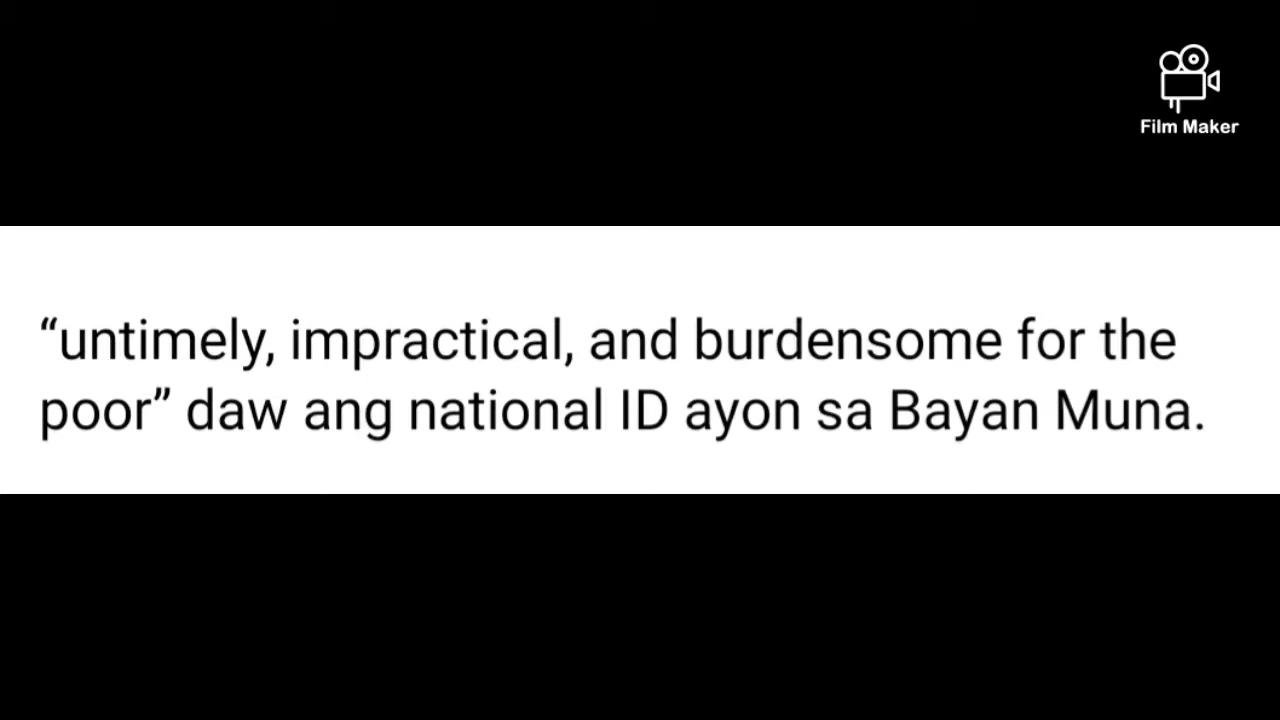 Film Maker
“untimely, impractical, and burdensome for the
poor” daw ang national ID ayon sa Bayan Muna.